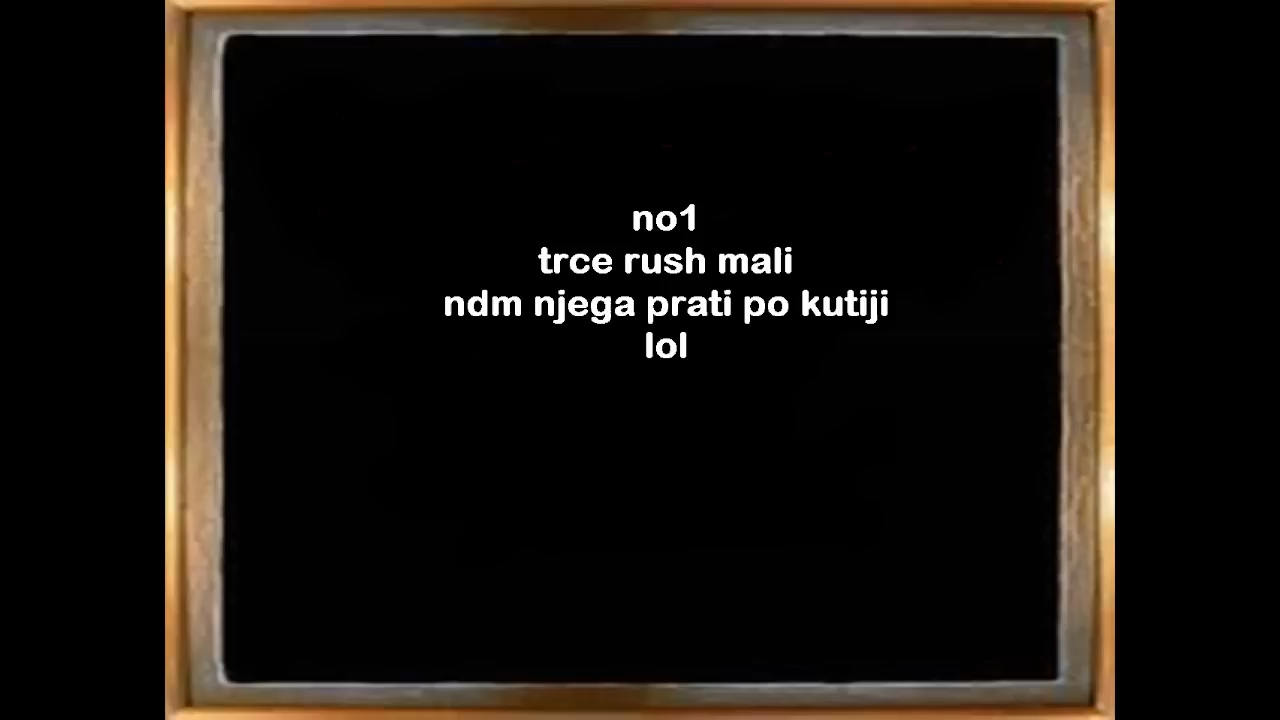 no1
trce rush mali
ndm njega prati po kutiji
lol